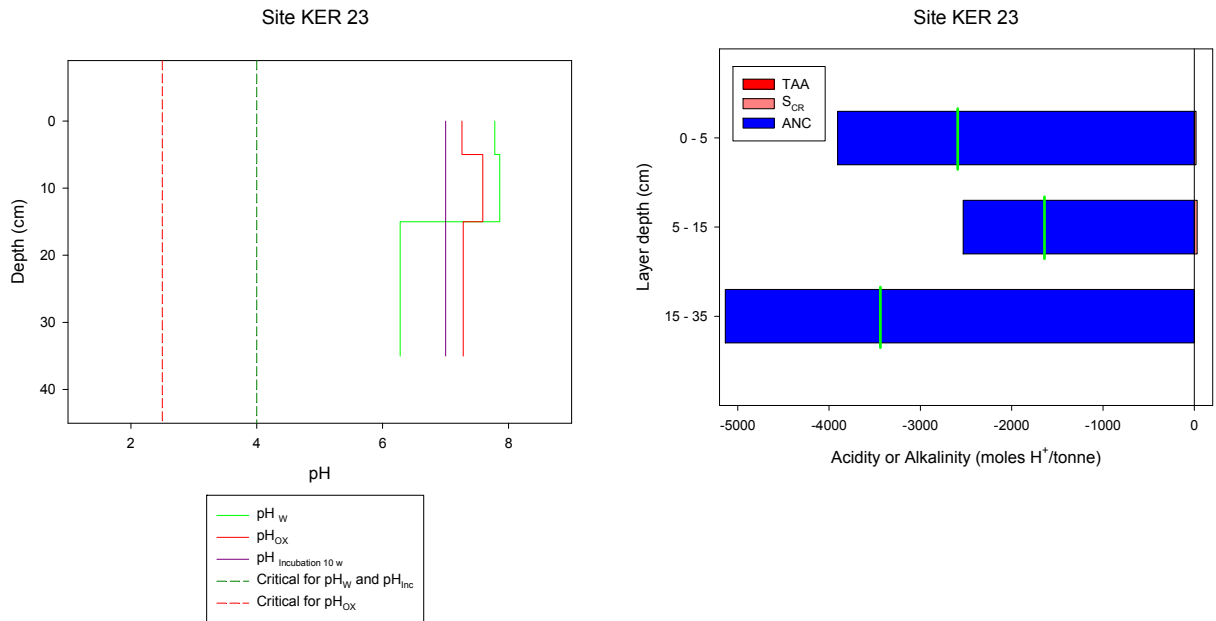 Site KER 23
0
10
20
30
40
Depth (cm)
2
4
6
8
pH
pH W
pHOX
pH Incubation 10 w
Critical for pHW and pHInc
Critical for pHOX
Site KER 23
TAA
SCR
ANC
0 - 5
5 - 15
15 - 35
Layer depth (cm)
-5000
-4000
-3000
-2000
-1000
0
Acidity or Alkalinity (moles H+/tonne)